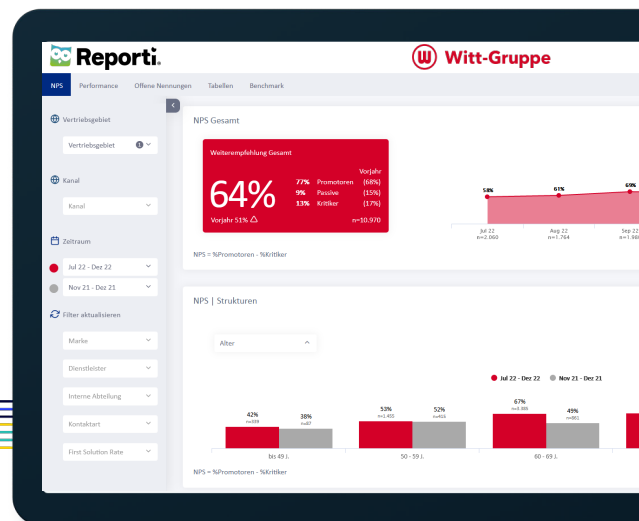 Reporti.
Witt-Gruppe
NPS Performance Offene Nennungen Tabellen Benchmark
Vertriebsgebiet
Vertriebsgebiet 1
Kanal
Kanal
Zeitraum
Jul 22 - Dez 22
Nov 21 - Dez 21
Filter aktualisieren
Marke
Dienstleister
Interne Abteilung
Kontaktart
First Solution Rate
NPS Gesamt
Weiterempfehlung Gesamt
Vorjahr
64%
77% Promotoren (68%)
9% Passive (15%)
13% Kritiker (17%)
Vorjahr 51% n=10.970
NPS = %Promotoren - %Kritiker
58% 61% 69%
Jul 22 Aug 22 Sep 22
n=2.060 n=1.764
NPS | Strukturen
Alter
Jul 22 - Dez 22 Nov 21 - Dez 21
42% 38% 53% 52% 67% 49%
n=1.455 n=415
bis 49 J. 50 - 59 J. 60 - 69 J.
NPS = %Promotoren - %Kritiker